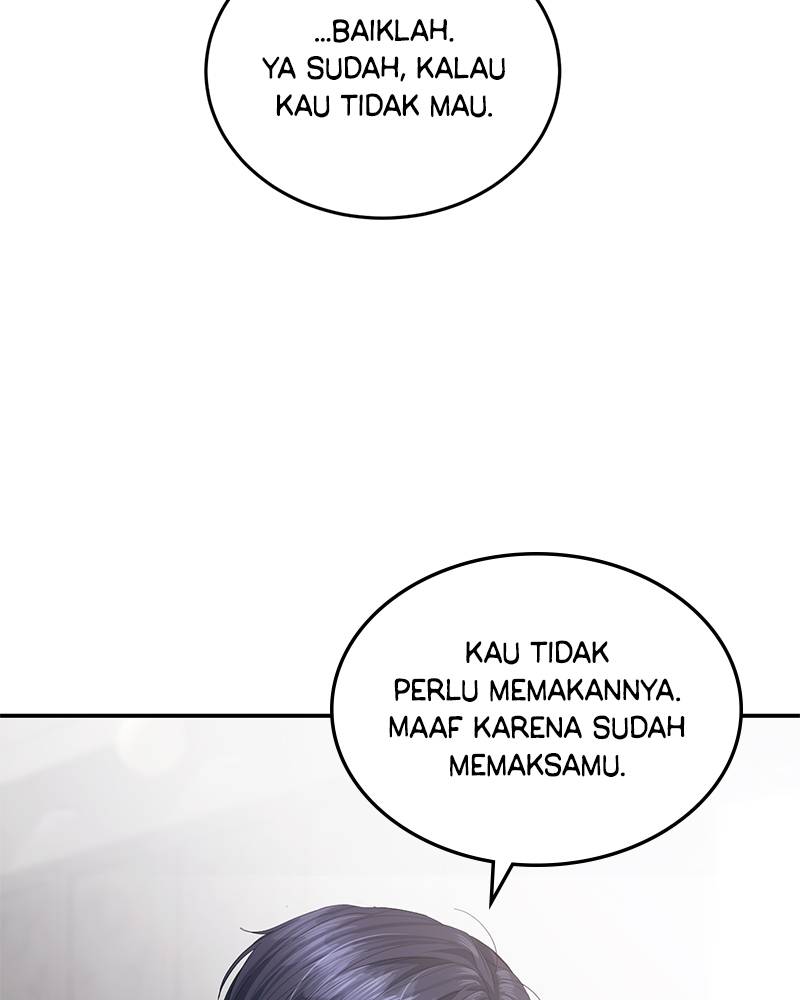 ...BAIKLAH.
YA SUDAH, KALAU
KAU TIDAK MAU.
KAU TIDAK
PERLU MEMAKANNYA.
MAAF KARENA SUDAH
MEMAKSAMU.